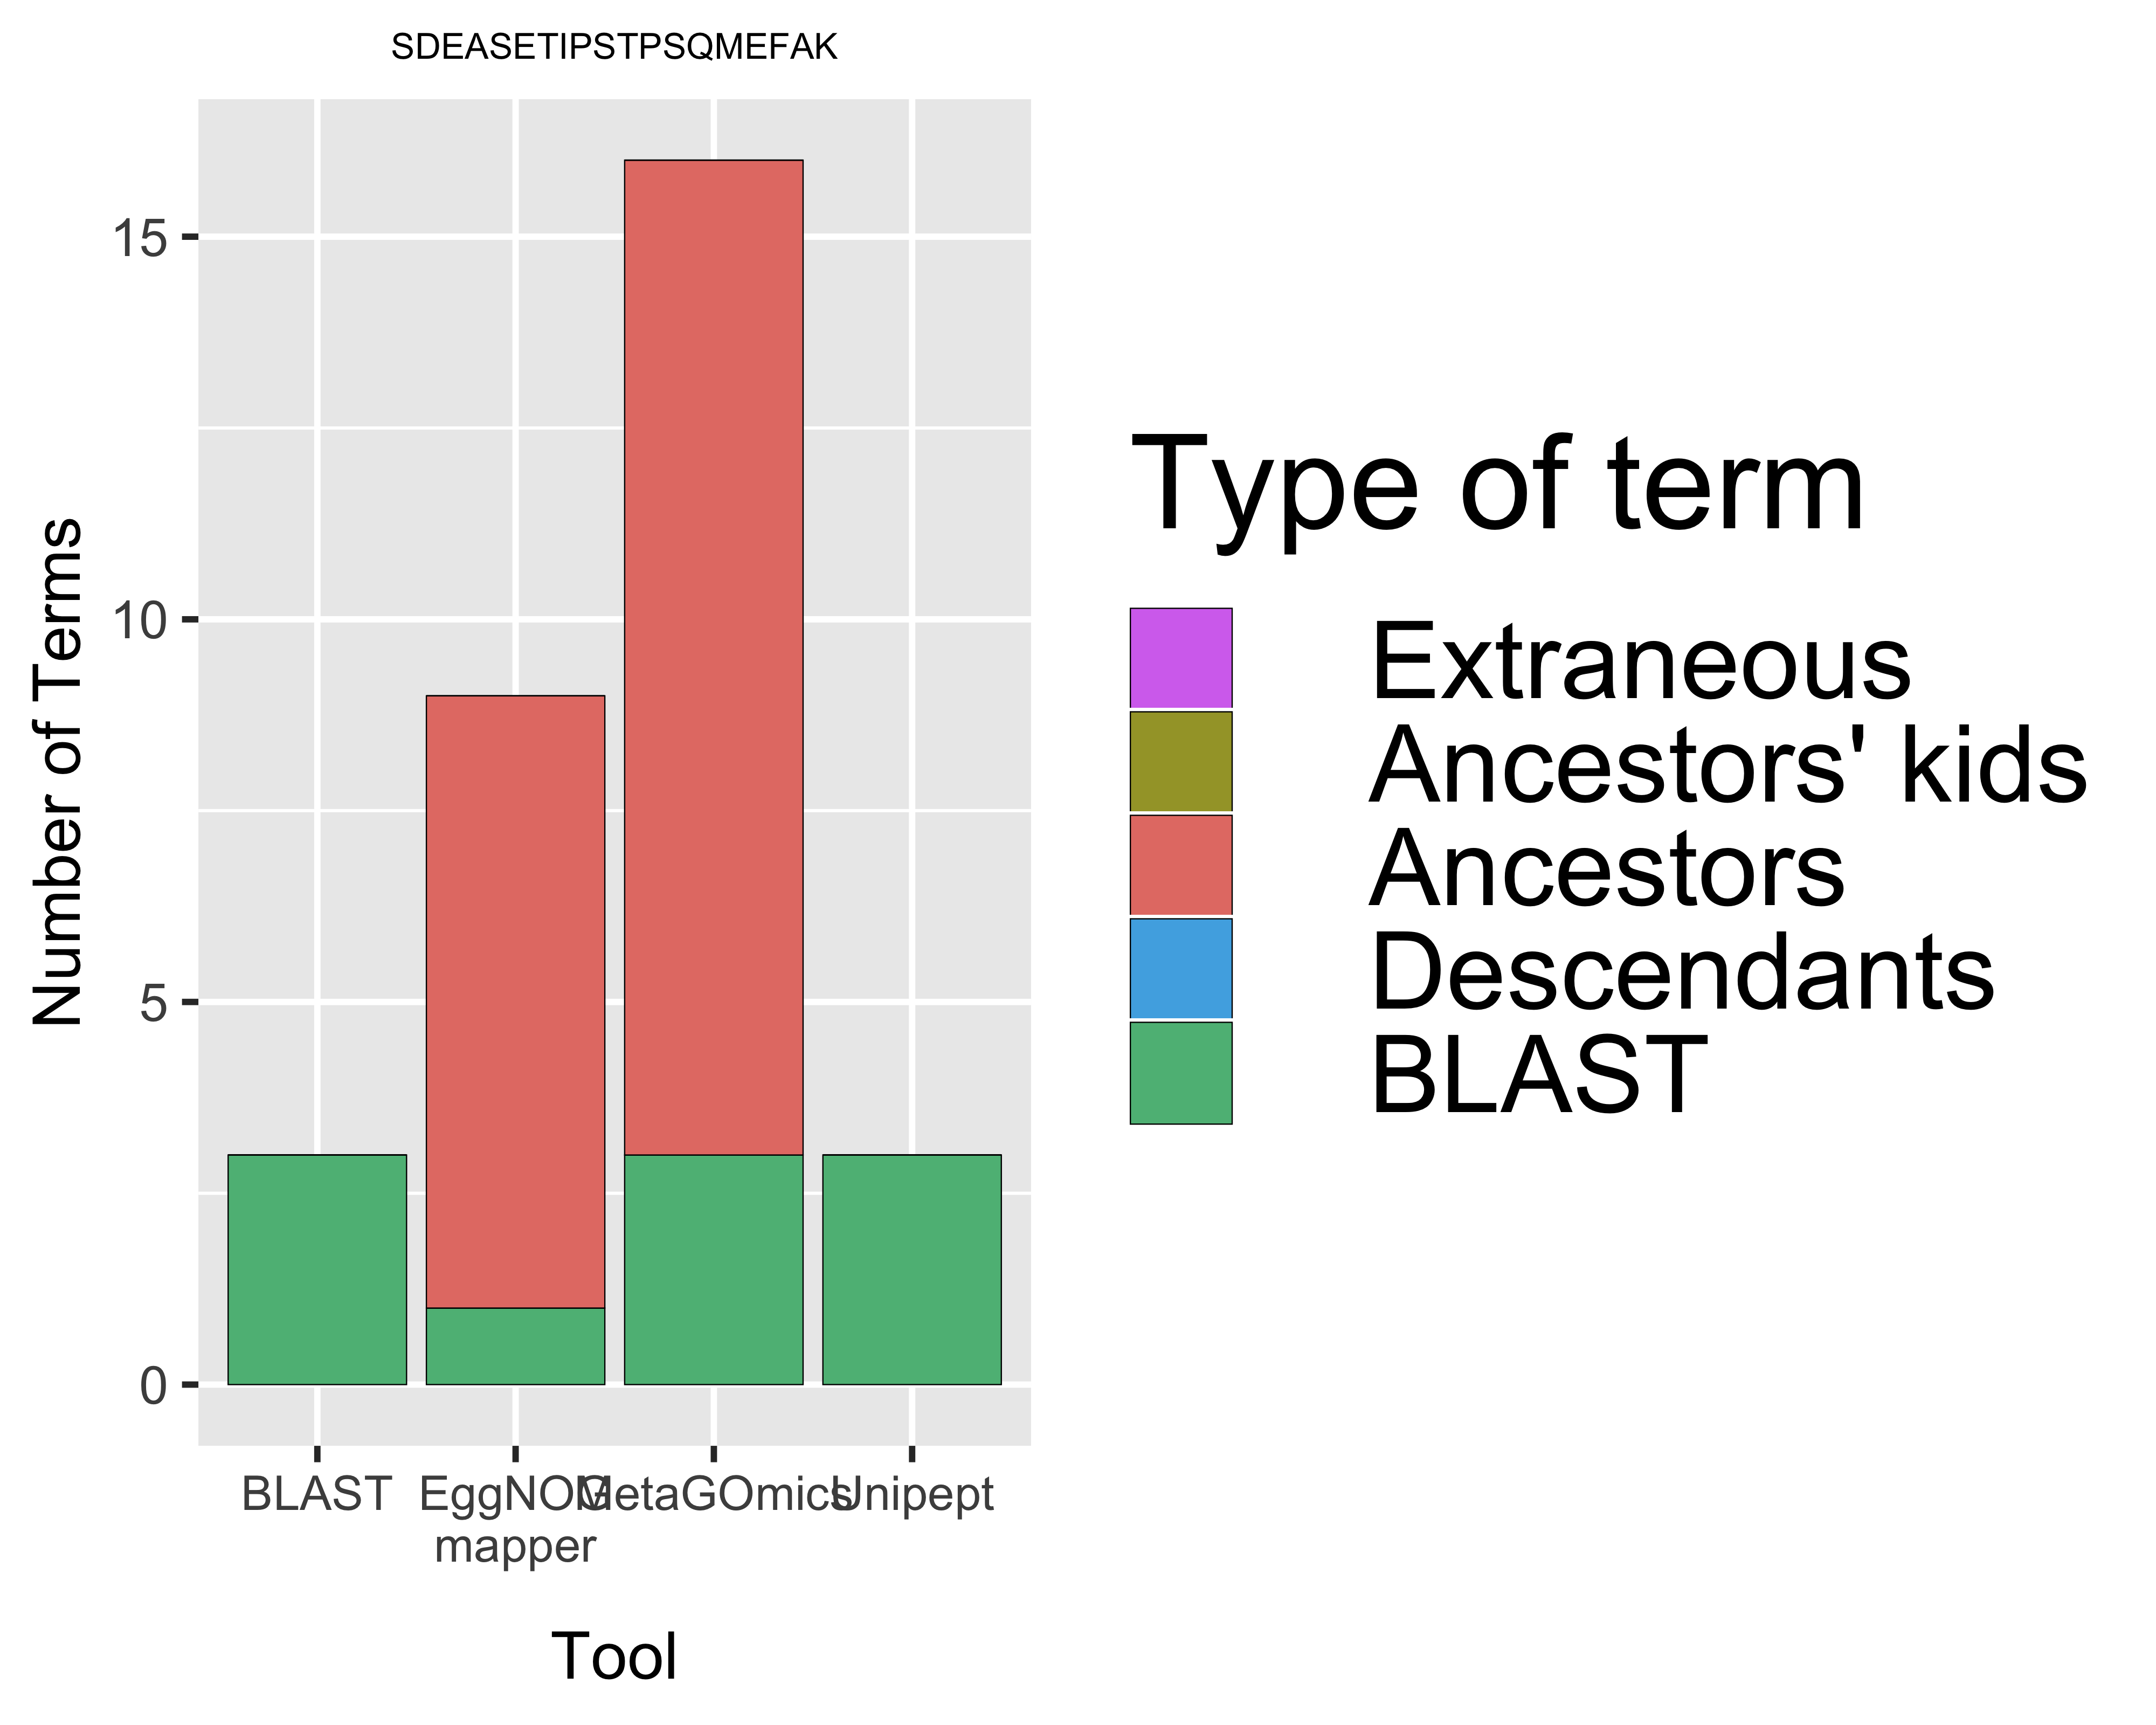 SDEASETIPSTPSQMEFAK
Number of Terms
15
10
5
0
BLAST
EggNOG
mapper
MetaGOmics
Unipept
Tool
Type of term
Extraneous
Ancestors' kids
Ancestors
Descendants
BLAST